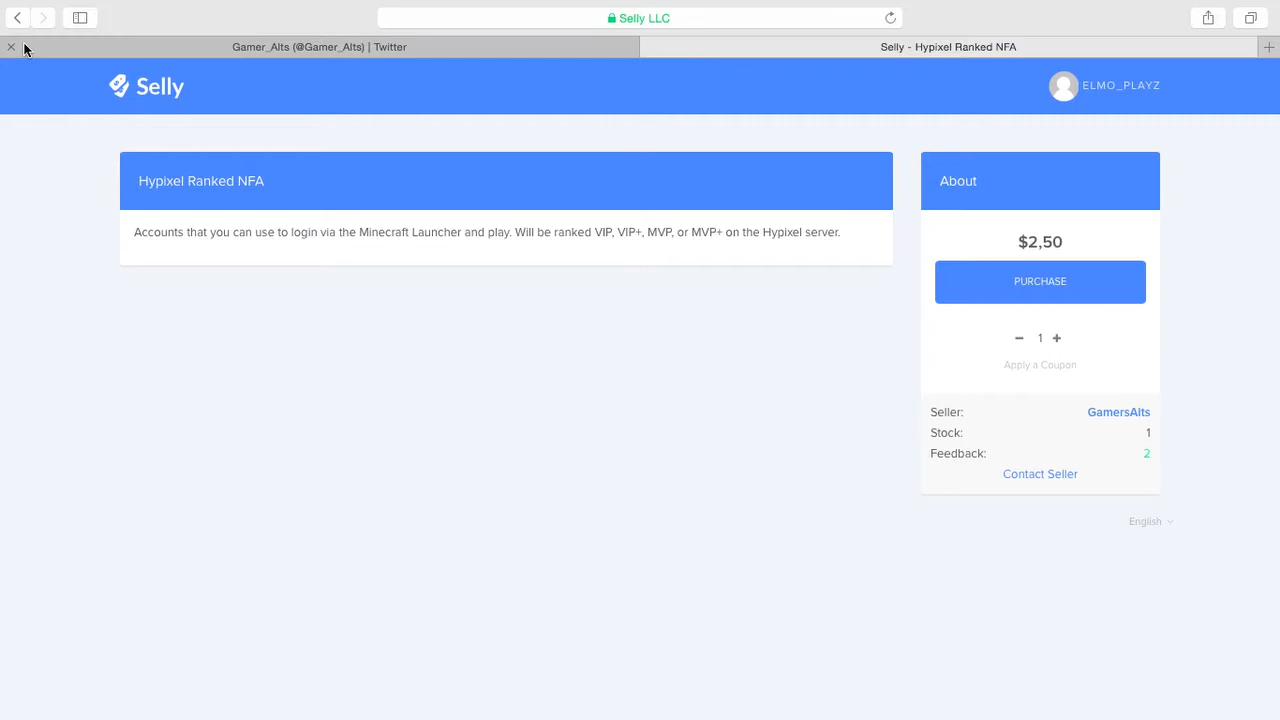 Selly LLC
Gamer_Alts (@Gamer_Alts) | Twitter
Selly - Hypixel Ranked NFA
Selly
ELMO_PLAYZ
Hypixel Ranked NFA
Accounts that you can use to login via the Minecraft Launcher and play. Will be ranked VIP, VIP+, MVP, or MVP+ on the Hypixel server.
About
$2,50
PURCHASE
1
Apply a Coupon
Seller: GamersAlts
Stock: 1
Feedback: 2
Contact Seller
English